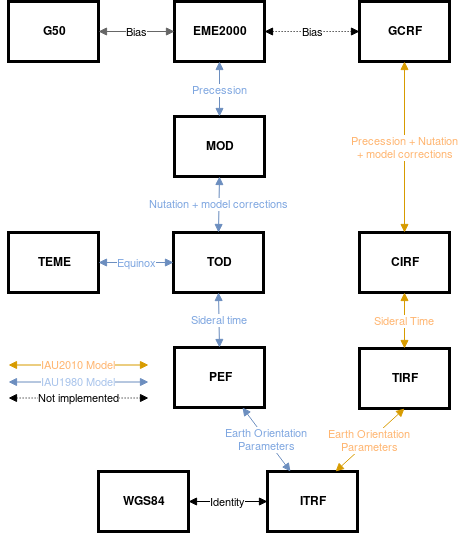 G50
Bias
EME2000
Bias
GCRF
Precession
MOD
Precession + Nutation
+ model corrections
Nutation + model corrections
TEME
Equinox
TOD
CIRF
Sideral time
Sideral Time
IAU2010 Model
IAU1980 Model
Not implemented
PEF
TIRF
Earth Orientation
Parameters
Earth Orientation
Parameters
WGS84
Identity
ITRF